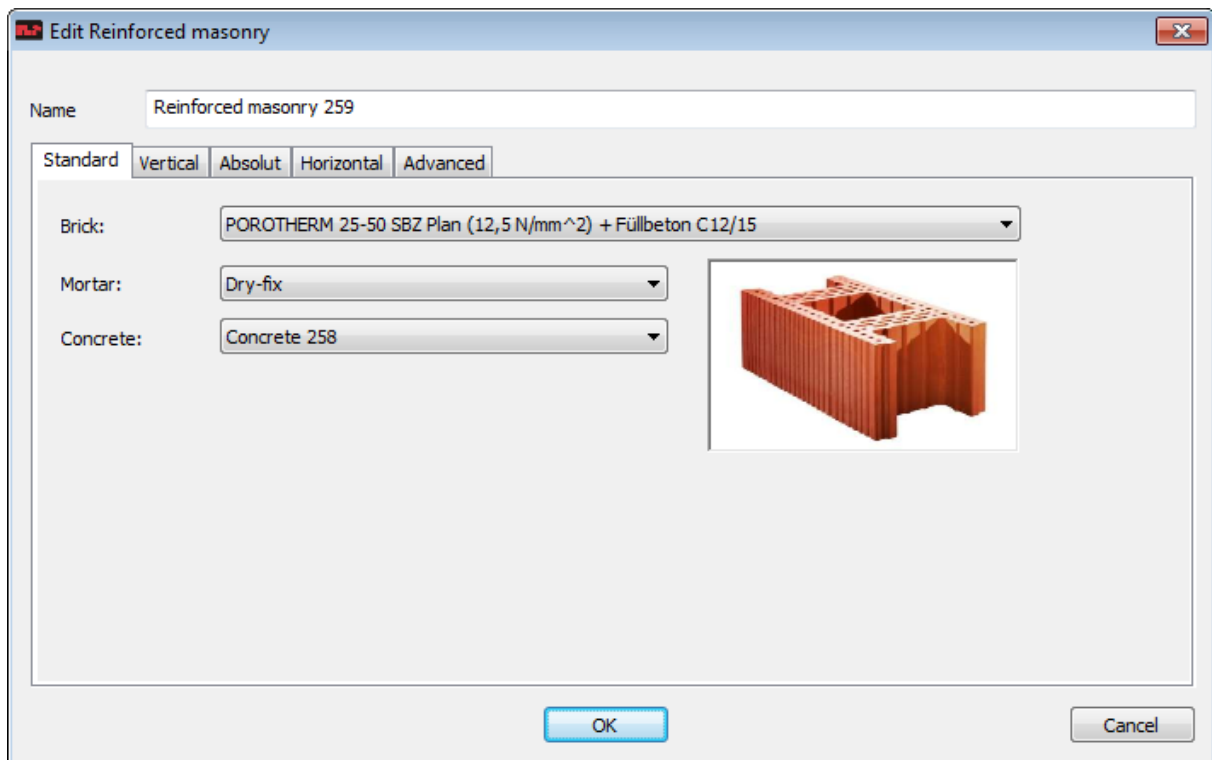 Edit Reinforced masonry
Name Reinforced masonry 259
Standard Vertical Absolut Horizontal Advanced
Brick: POROTHERM 25-50 SBZ Plan (12,5 N/mm^2) + Füllbeton C12/15
Mortar: Dry-fix
Concrete: Concrete 258
OK Cancel